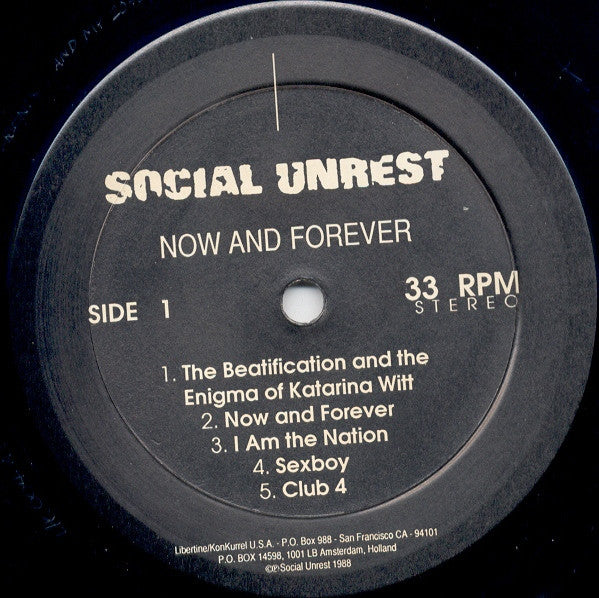 AND MY
SOCIAL UNREST
NOW AND FOREVER
SIDE 1
33 RPM
STEREO
1. The Beatification and the
Enigma of Katarina Witt
2. Now and Forever
3. I Am the Nation
4. Sexboy
5. Club 4
Libertine/KonKurrel U.S.A. - P.O. Box 988 - San Francisco CA - 94101
P.O. BOX 14598, 1001 LB Amsterdam, Holland
©℗Social Unrest 1988